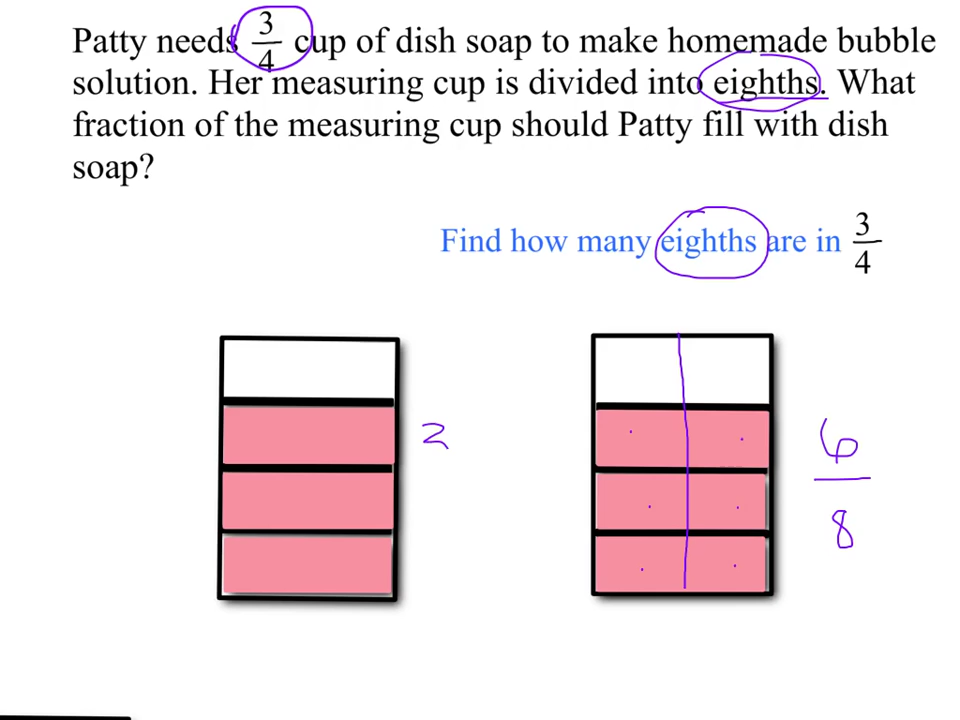 Patty needs 3/4 cup of dish soap to make homemade bubble
solution. Her measuring cup is divided into eighths. What
fraction of the measuring cup should Patty fill with dish
soap?
Find how many eighths are in 3/4
6/8